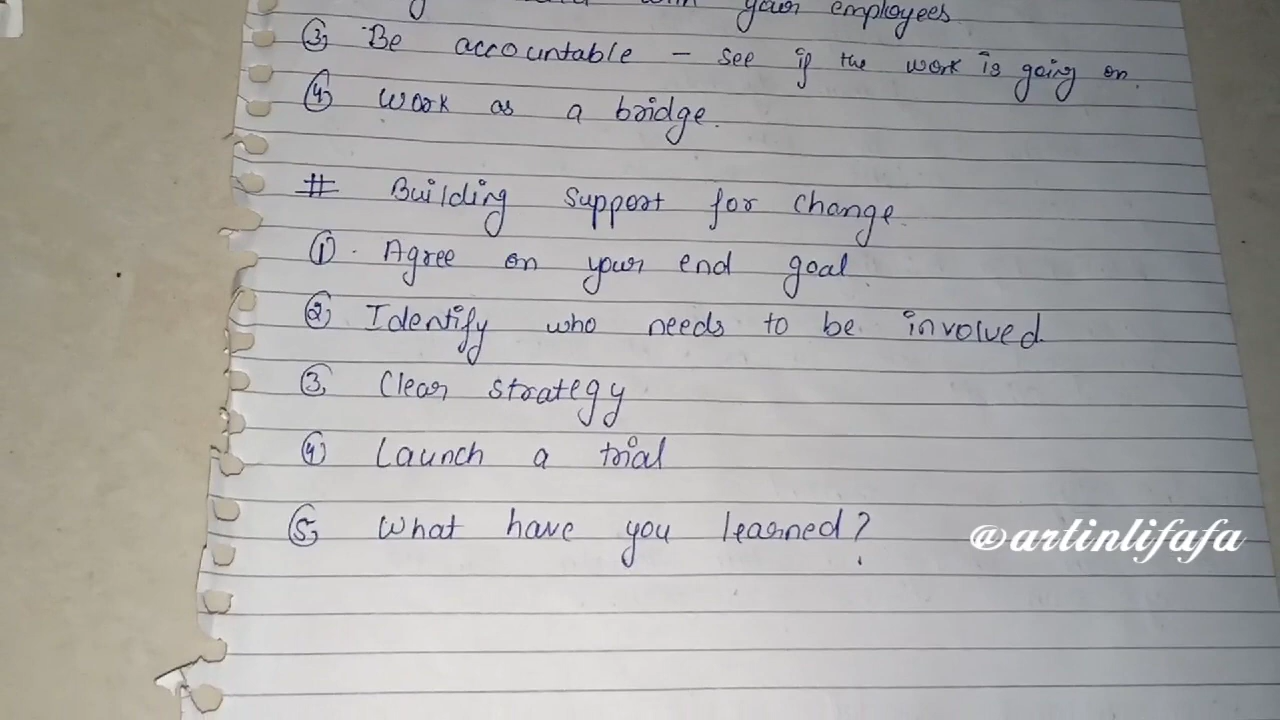 with your employees
③ Be accountable - see if the work is going on.
④ Work as a bridge.
# Building Support for change
① Agree on your end goal
② Identify who needs to be involved.
③ Clear strategy
④ Launch a trial
⑤ What have you learned?
@artinlifafa